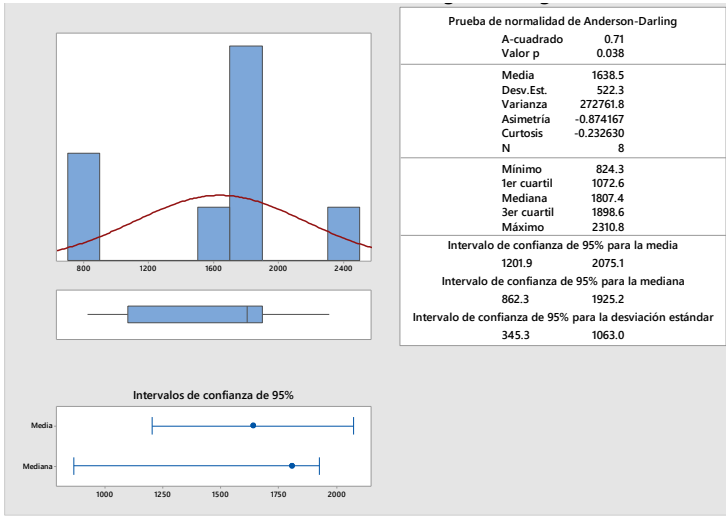 Prueba de normalidad de Anderson-Darling
A-cuadrado 0.71
Valor p 0.038
Media 1638.5
Desv.Est. 522.3
Varianza 272761.8
Asimetría -0.874167
Curtosis -0.232630
N 8
Mínimo 824.3
1er cuartil 1072.6
Mediana 1807.4
3er cuartil 1898.6
Máximo 2310.8
Intervalo de confianza de 95% para la media
1201.9 2075.1
Intervalo de confianza de 95% para la mediana
862.3 1925.2
Intervalo de confianza de 95% para la desviación estándar
345.3 1063.0
800 1200 1600 2000 2400
Intervalos de confianza de 95%
Media
Mediana
1000 1250 1500 1750 2000